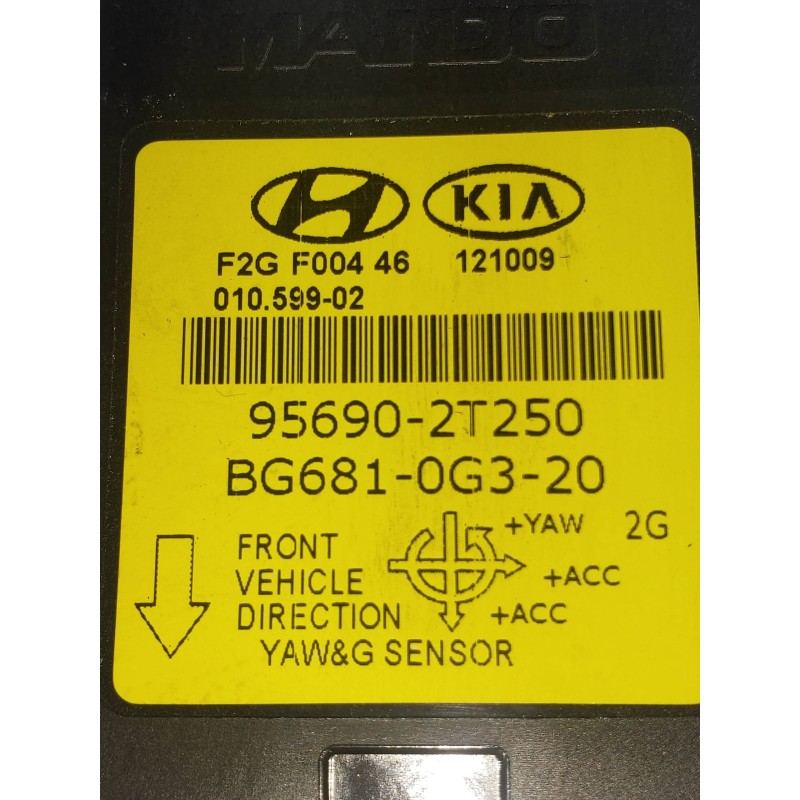 MANDO
KIA
F2G F004 46 121009
010.599-02
95690-2T250
BG681-0G3-20
+YAW 2G
FRONT
VEHICLE +ACC
DIRECTION +ACC
YAW&G SENSOR